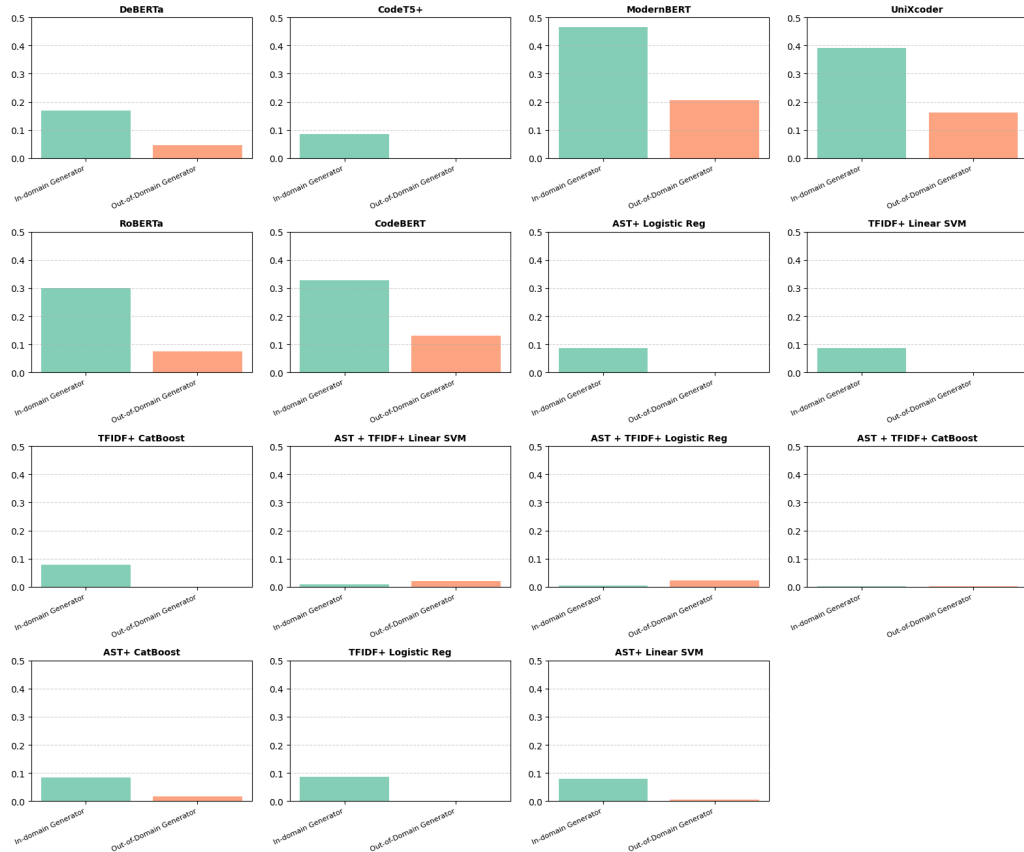 DeBERTa
0.5
0.4
0.3
0.2
0.1
0.0
In-domain Generator
Out-of-Domain Generator
CodeT5+
0.5
0.4
0.3
0.2
0.1
0.0
In-domain Generator
Out-of-Domain Generator
ModernBERT
0.5
0.4
0.3
0.2
0.1
0.0
In-domain Generator
Out-of-Domain Generator
UniXcoder
0.5
0.4
0.3
0.2
0.1
0.0
In-domain Generator
Out-of-Domain Generator
RoBERTa
0.5
0.4
0.3
0.2
0.1
0.0
In-domain Generator
Out-of-Domain Generator
CodeBERT
0.5
0.4
0.3
0.2
0.1
0.0
In-domain Generator
Out-of-Domain Generator
AST+ Logistic Reg
0.5
0.4
0.3
0.2
0.1
0.0
In-domain Generator
Out-of-Domain Generator
TFIDF+ Linear SVM
0.5
0.4
0.3
0.2
0.1
0.0
In-domain Generator
Out-of-Domain Generator
TFIDF+ CatBoost
0.5
0.4
0.3
0.2
0.1
0.0
In-domain Generator
Out-of-Domain Generator
AST + TFIDF+ Linear SVM
0.5
0.4
0.3
0.2
0.1
0.0
In-domain Generator
Out-of-Domain Generator
AST + TFIDF+ Logistic Reg
0.5
0.4
0.3
0.2
0.1
0.0
In-domain Generator
Out-of-Domain Generator
AST + TFIDF+ CatBoost
0.5
0.4
0.3
0.2
0.1
0.0
In-domain Generator
Out-of-Domain Generator
AST+ CatBoost
0.5
0.4
0.3
0.2
0.1
0.0
In-domain Generator
Out-of-Domain Generator
TFIDF+ Logistic Reg
0.5
0.4
0.3
0.2
0.1
0.0
In-domain Generator
Out-of-Domain Generator
AST+ Linear SVM
0.5
0.4
0.3
0.2
0.1
0.0
In-domain Generator
Out-of-Domain Generator